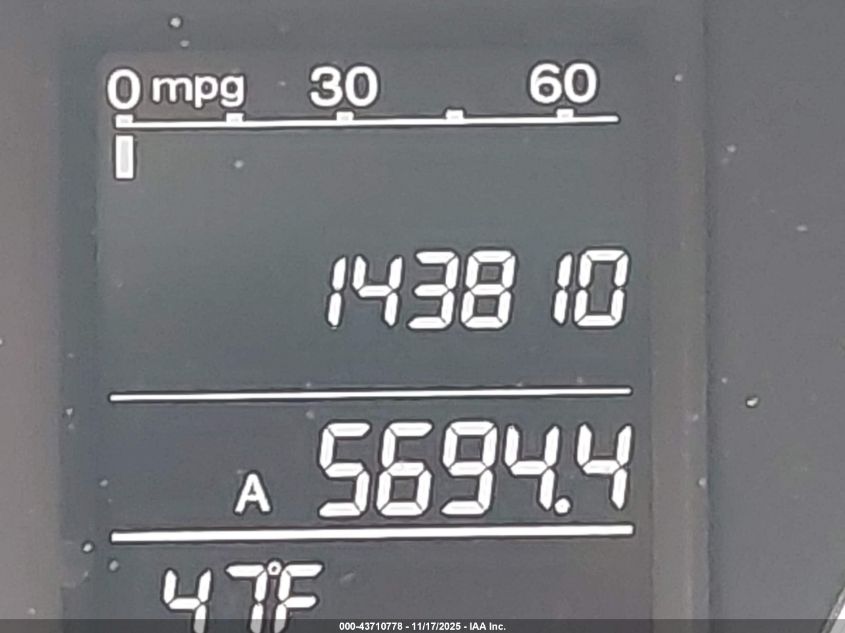 0 mpg 30 60
143810
A 5694.4
47°F
000-43710778 - 11/17/2025 - IAA Inc.